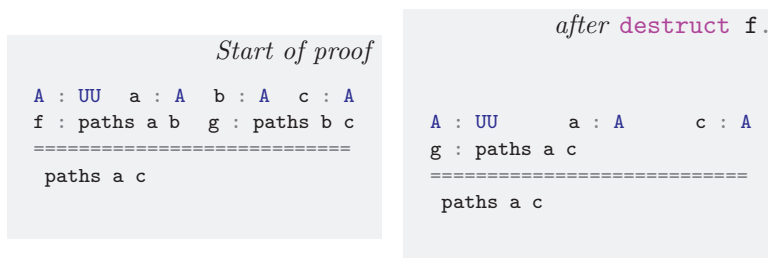 Start of proof
A : UU a : A b : A c : A
f : paths a b g : paths b c
============================
paths a c
after destruct f.
A : UU a : A c : A
g : paths a c
============================
paths a c